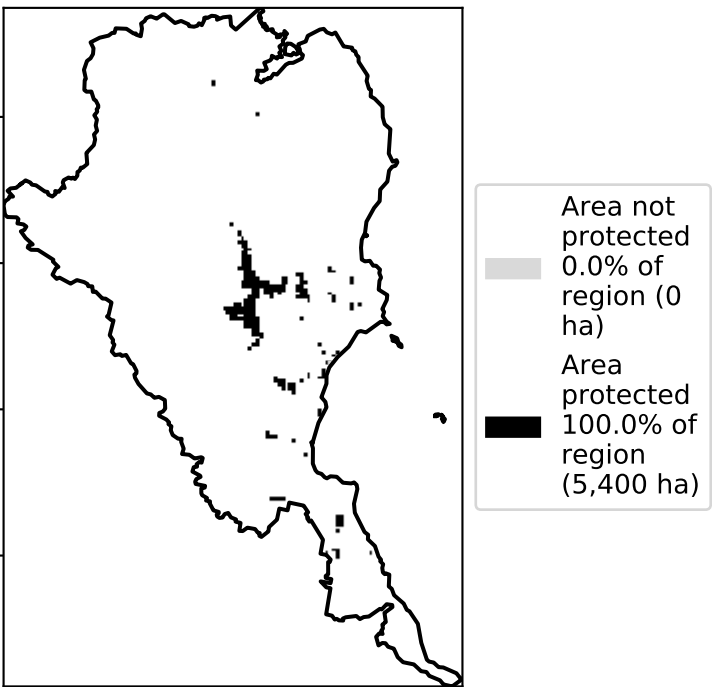 Area not
protected
0.0% of
region (0
ha)
Area
protected
100.0% of
region
(5,400 ha)